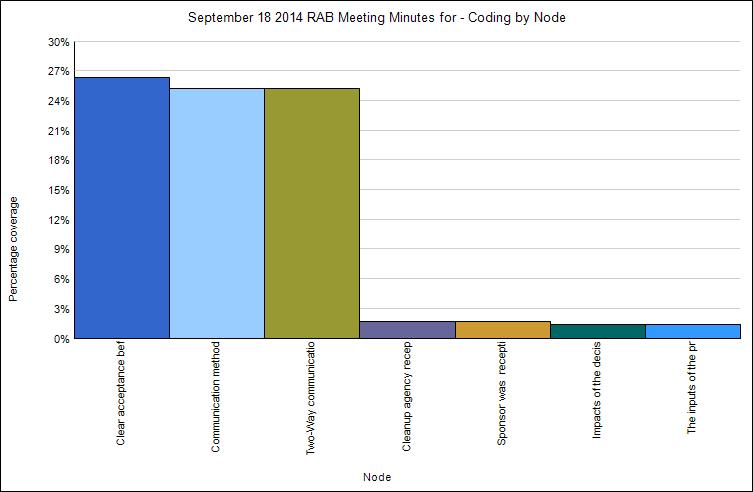 September 18 2014 RAB Meeting Minutes for - Coding by Node
30%
27%
24%
21%
18%
15%
12%
9%
6%
3%
0%
Percentage coverage
Clear acceptance bef
Communication method
Two-Way communicatio
Cleanup agency recep
Sponsor was  recepti
Impacts of the decis
The inputs of the pr
Node